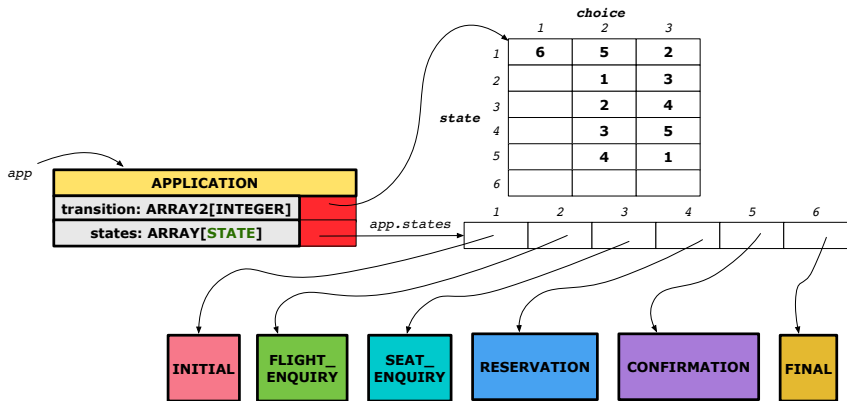 choice
1 2 3
1 6 5 2
2 1 3
3 2 4
state
4 3 5
5 4 1
6
app
APPLICATION
transition: ARRAY2[INTEGER]
states: ARRAY[STATE]
app.states
1 2 3 4 5 6
INITIAL
FLIGHT_
ENQUIRY
SEAT_
ENQUIRY
RESERVATION
CONFIRMATION
FINAL